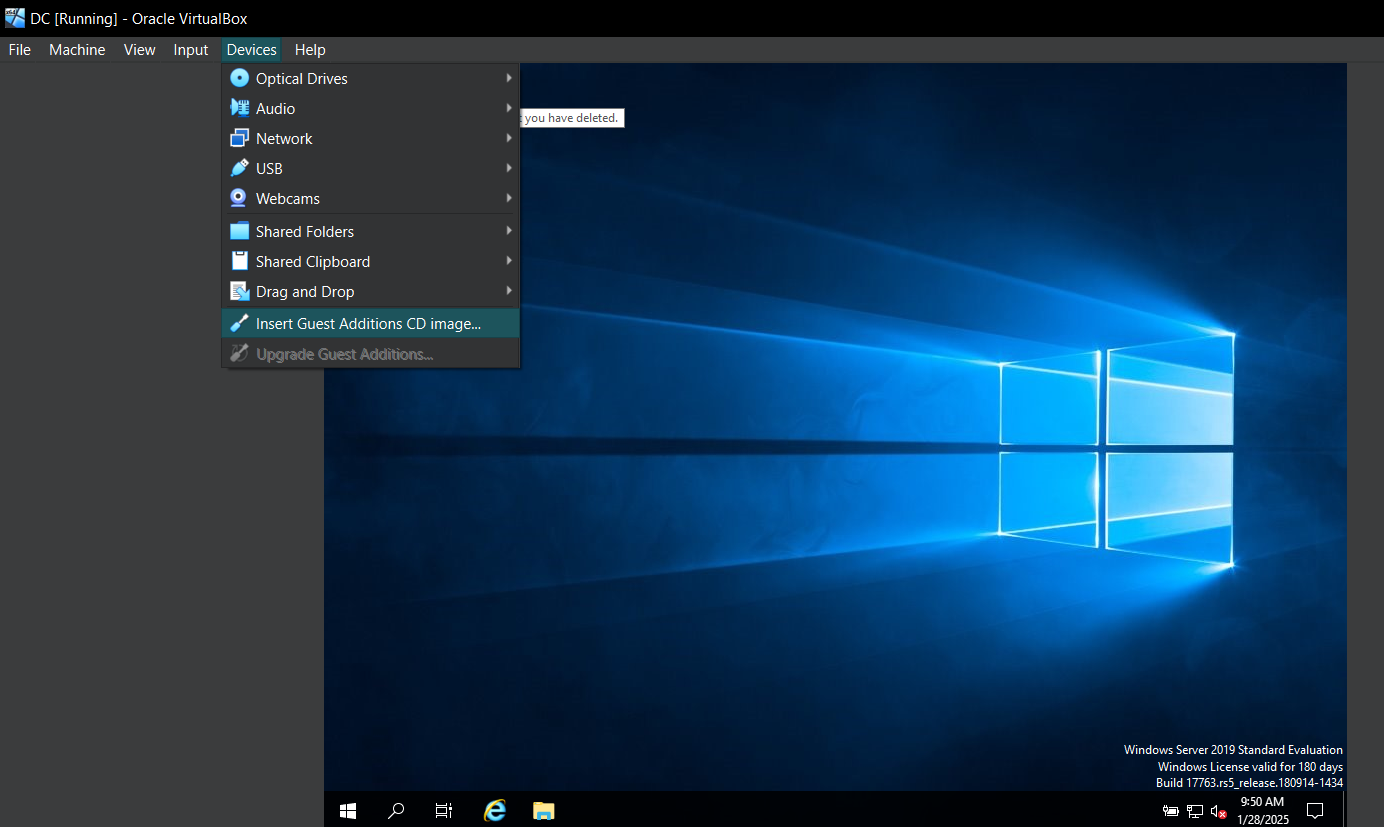 DC [Running] - Oracle VirtualBox
File Machine View Input Devices Help
Optical Drives
Audio
you have deleted.
Network
USB
Webcams
Shared Folders
Shared Clipboard
Drag and Drop
Insert Guest Additions CD image...
Upgrade Guest Additions...
Windows Server 2019 Standard Evaluation
Windows License valid for 180 days
Build 17763.rs5_release.180914-1434
9:50 AM
1/28/2025